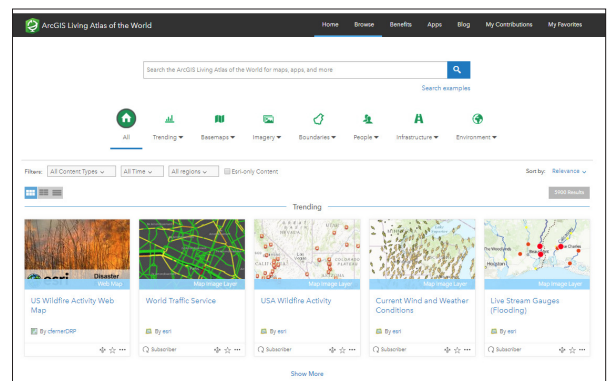 ArcGIS Living Atlas of the World
Home Browse Benefits Apps Blog My Contributions My Favorites
Search the ArcGIS Living Atlas of the World for maps, apps, and more
Search examples
All Trending Basemaps Imagery Boundaries People Infrastructure Environment
Filters: All Content Types All Time All regions Esri-only Content Sort by: Relevance
Results
Trending
esri Disaster
Web Map Map Image Layer Map Image Layer Map Image Layer Map Image Layer
US Wildfire Activity Web Map
World Traffic Service
USA Wildfire Activity
Current Wind and Weather Conditions
Live Stream Gauges (Flooding)
By esri By esri By esri By esri
Subscriber Subscriber Subscriber Subscriber
Show More